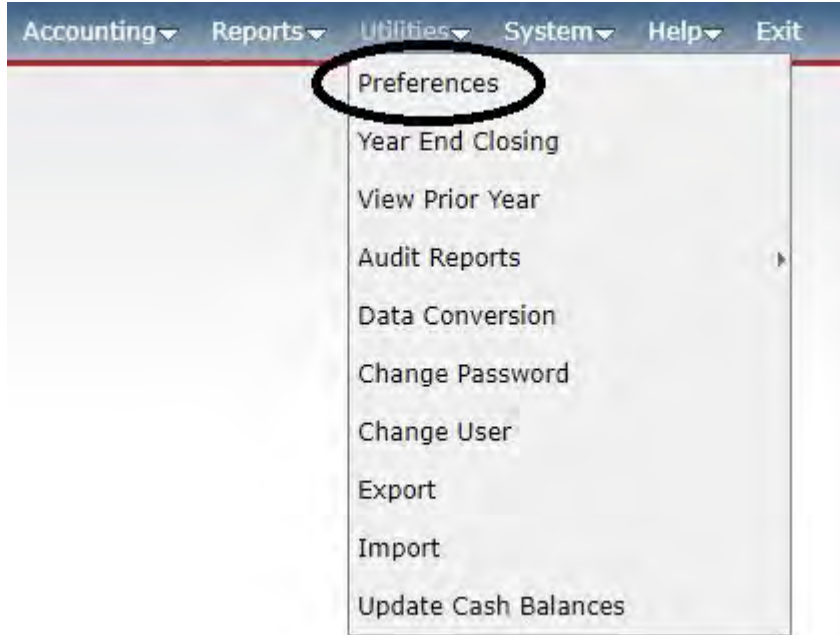 Accounting Reports Utilities System Help Exit
Preferences
Year End Closing
View Prior Year
Audit Reports
Data Conversion
Change Password
Change User
Export
Import
Update Cash Balances